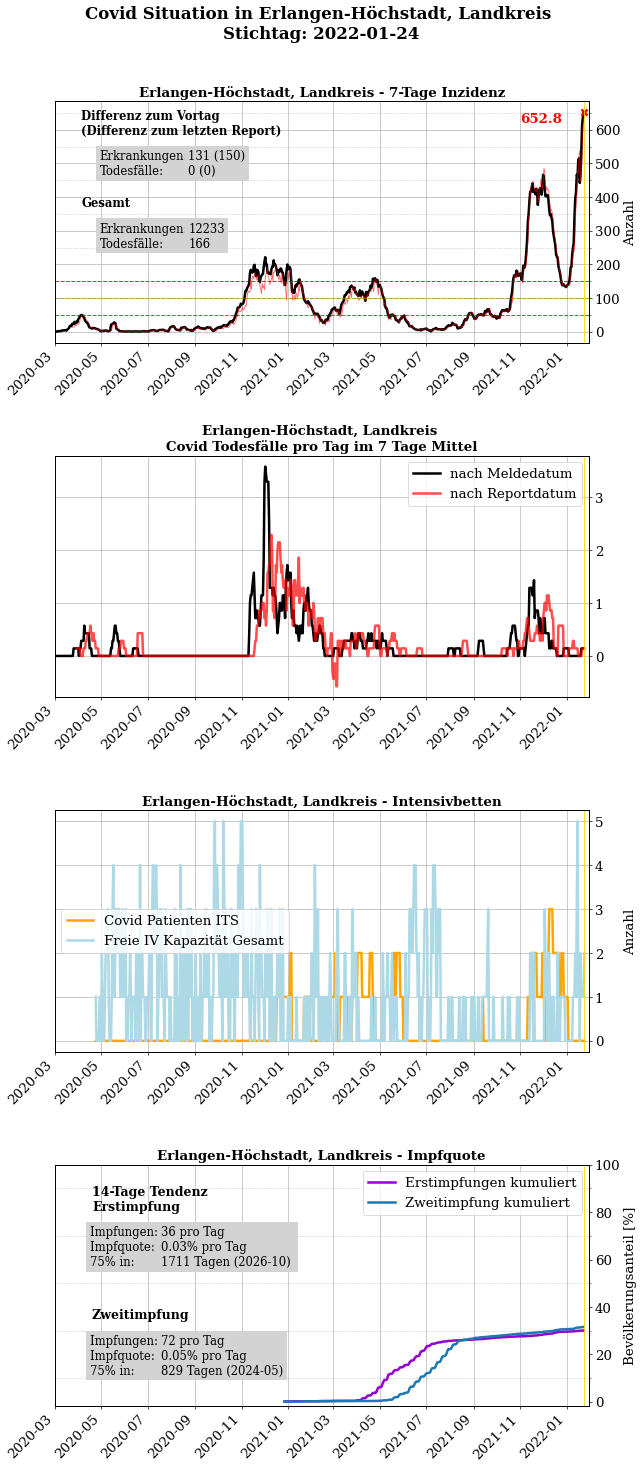 Covid Situation in Erlangen-Höchstadt, Landkreis
Stichtag: 2022-01-24
Erlangen-Höchstadt, Landkreis - 7-Tage Inzidenz
Differenz zum Vortag
(Differenz zum letzten Report)
Erkrankungen 131 (150)
Todesfälle: 0 (0)
Gesamt
Erkrankungen 12233
Todesfälle: 166
652.8
600
500
400
300
200
100
0
Anzahl
2020-03
2020-05
2020-07
2020-09
2020-11
2021-01
2021-03
2021-05
2021-07
2021-09
2021-11
2022-01
Erlangen-Höchstadt, Landkreis
Covid Todesfälle pro Tag im 7 Tage Mittel
nach Meldedatum
nach Reportdatum
3
2
1
0
2020-03
2020-05
2020-07
2020-09
2020-11
2021-01
2021-03
2021-05
2021-07
2021-09
2021-11
2022-01
Erlangen-Höchstadt, Landkreis - Intensivbetten
Covid Patienten ITS
Freie IV Kapazität Gesamt
5
4
3
2
1
0
Anzahl
2020-03
2020-05
2020-07
2020-09
2020-11
2021-01
2021-03
2021-05
2021-07
2021-09
2021-11
2022-01
Erlangen-Höchstadt, Landkreis - Impfquote
14-Tage Tendenz
Erstimpfung
Impfungen: 36 pro Tag
Impfquote: 0.03% pro Tag
75% in: 1711 Tagen (2026-10)
Zweitimpfung
Impfungen: 72 pro Tag
Impfquote: 0.05% pro Tag
75% in: 829 Tagen (2024-05)
Erstimpfungen kumuliert
Zweitimpfung kumuliert
100
80
60
40
20
0
Bevölkerungsanteil [%]
2020-03
2020-05
2020-07
2020-09
2020-11
2021-01
2021-03
2021-05
2021-07
2021-09
2021-11
2022-01